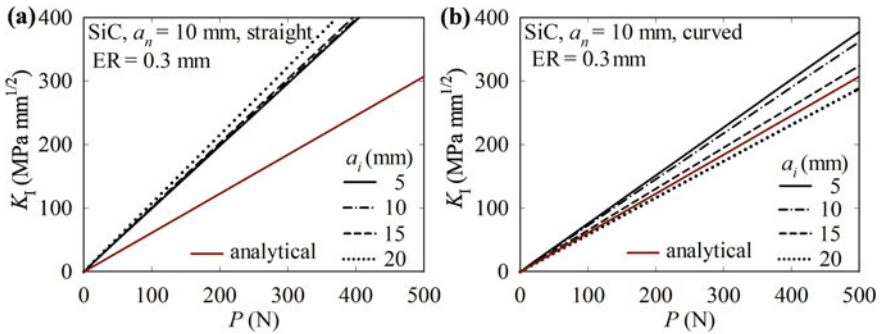 (a)
SiC, a_n = 10 mm, straight
ER = 0.3 mm
K_I (MPa mm^{1/2})
400
300
200
100
0
a_i (mm)
5
10
15
20
analytical
0 100 200 300 400 500
P (N)
(b)
SiC, a_n = 10 mm, curved
ER = 0.3 mm
K_I (MPa mm^{1/2})
400
300
200
100
0
a_i (mm)
5
10
15
20
analytical
0 100 200 300 400 500
P (N)